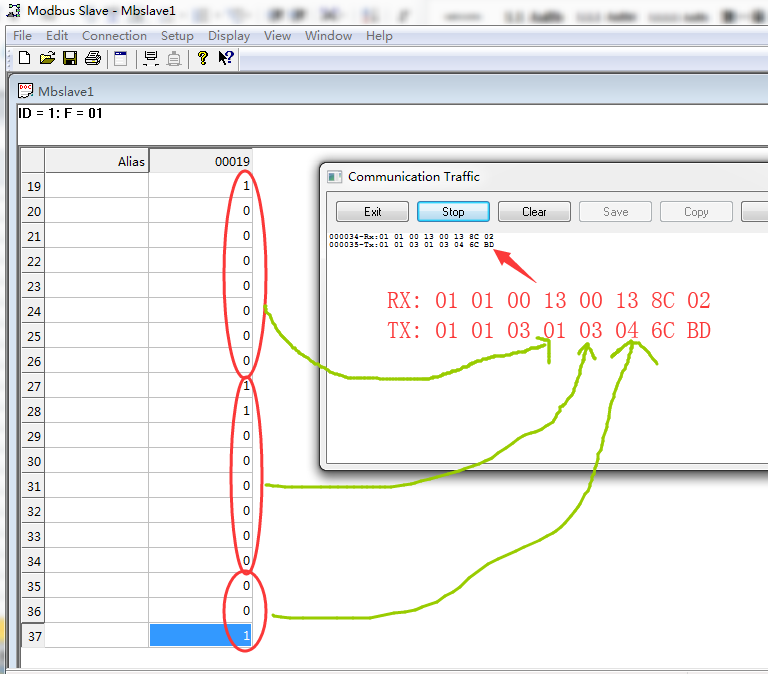 Modbus Slave - Mbslave1
File Edit Connection Setup Display View Window Help
Mbslave1
ID = 1: F = 01
Alias 00019
19 1
20 0
21 0
22 0
23 0
24 0
25 0
26 0
27 1
28 1
29 0
30 0
31 0
32 0
33 0
34 0
35 0
36 0
37 1
Communication Traffic
Exit Stop Clear Save Copy
000034-Rx:01 01 00 13 00 13 8C 02
000035-Tx:01 01 03 01 03 04 6C BD
RX: 01 01 00 13 00 13 8C 02
TX: 01 01 03 01 03 04 6C BD